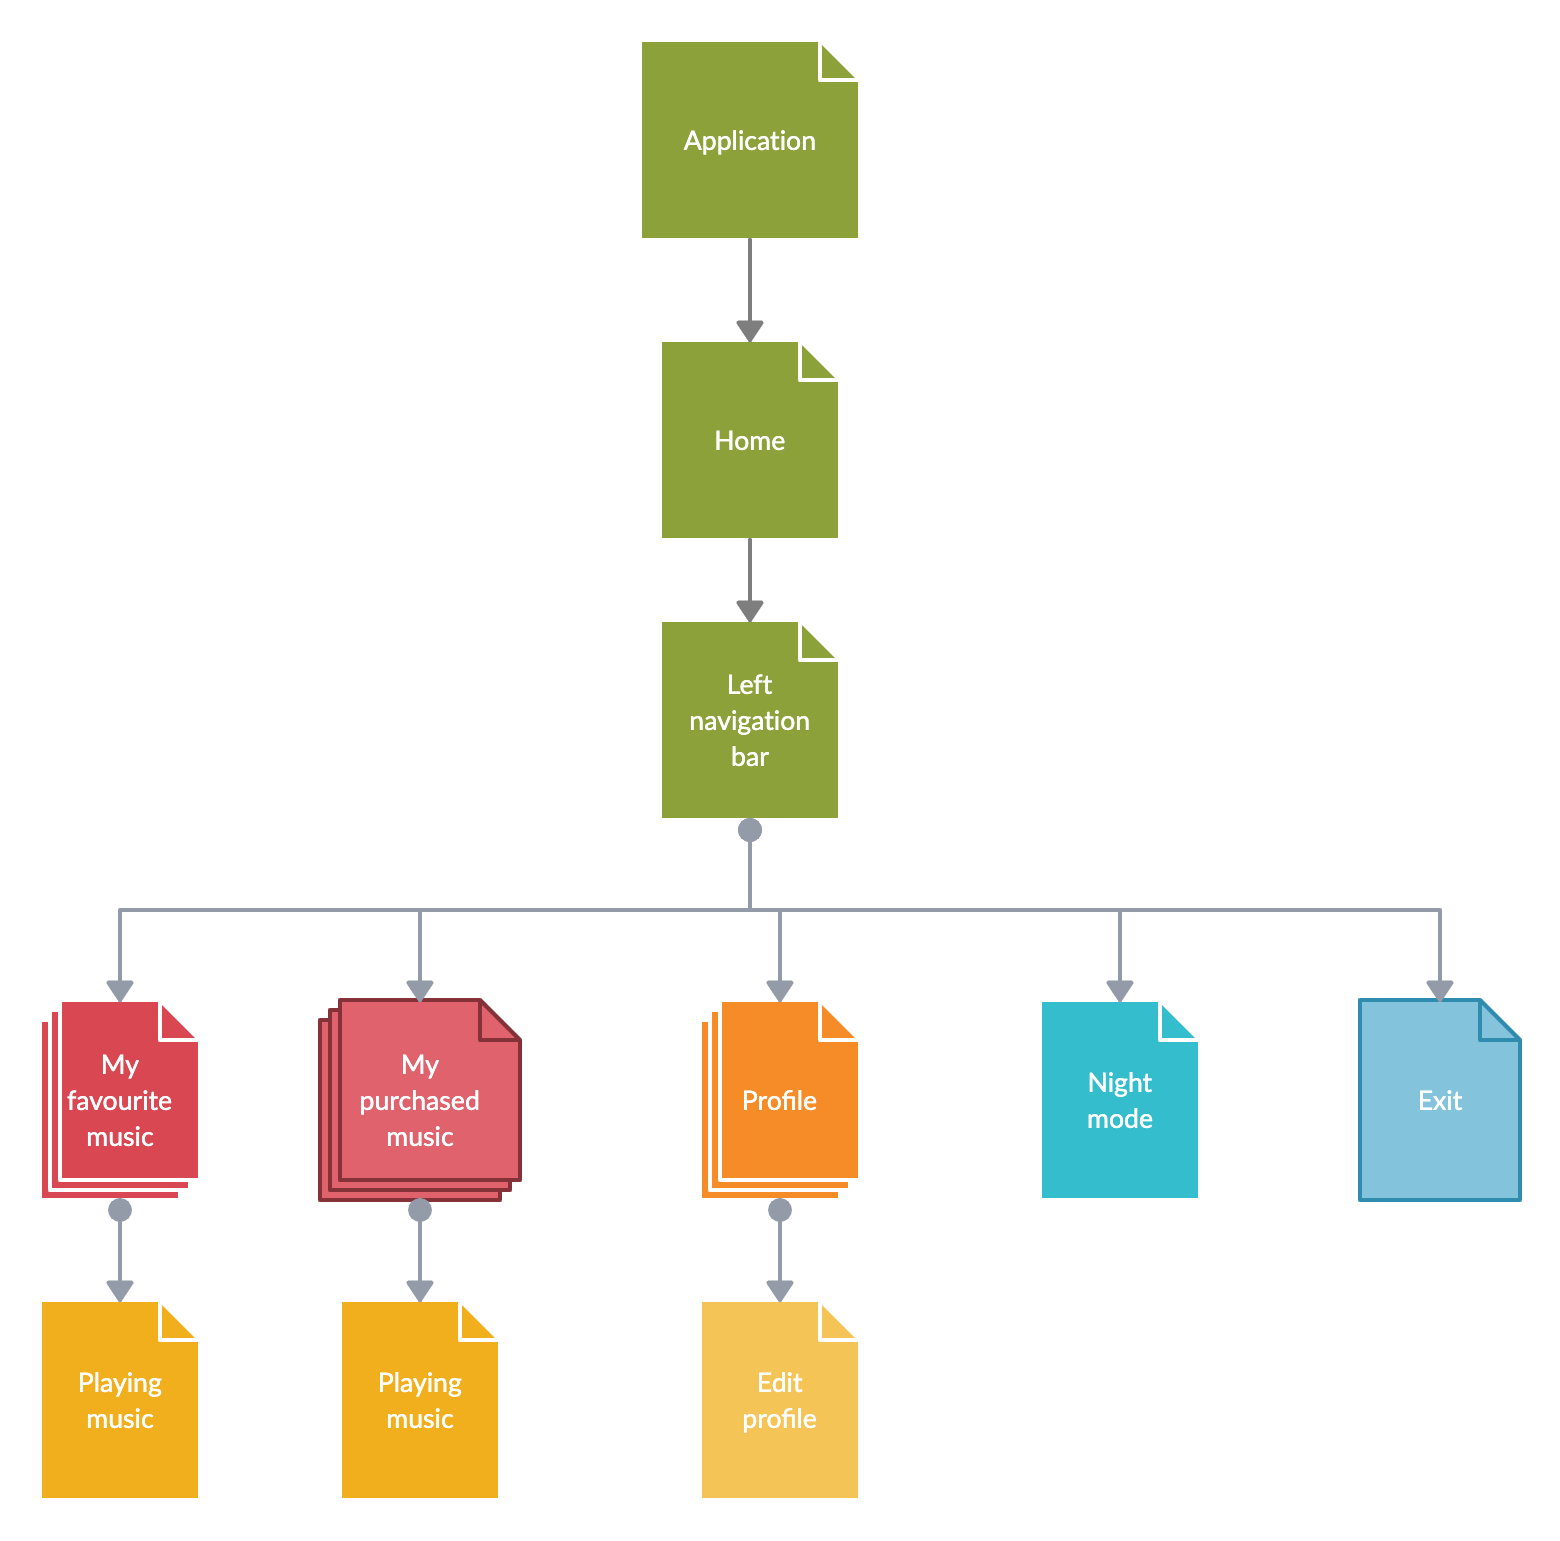 Application
Home
Left
navigation
bar
My
favourite
music
My
purchased
music
Profile
Night
mode
Exit
Playing
music
Playing
music
Edit
profile